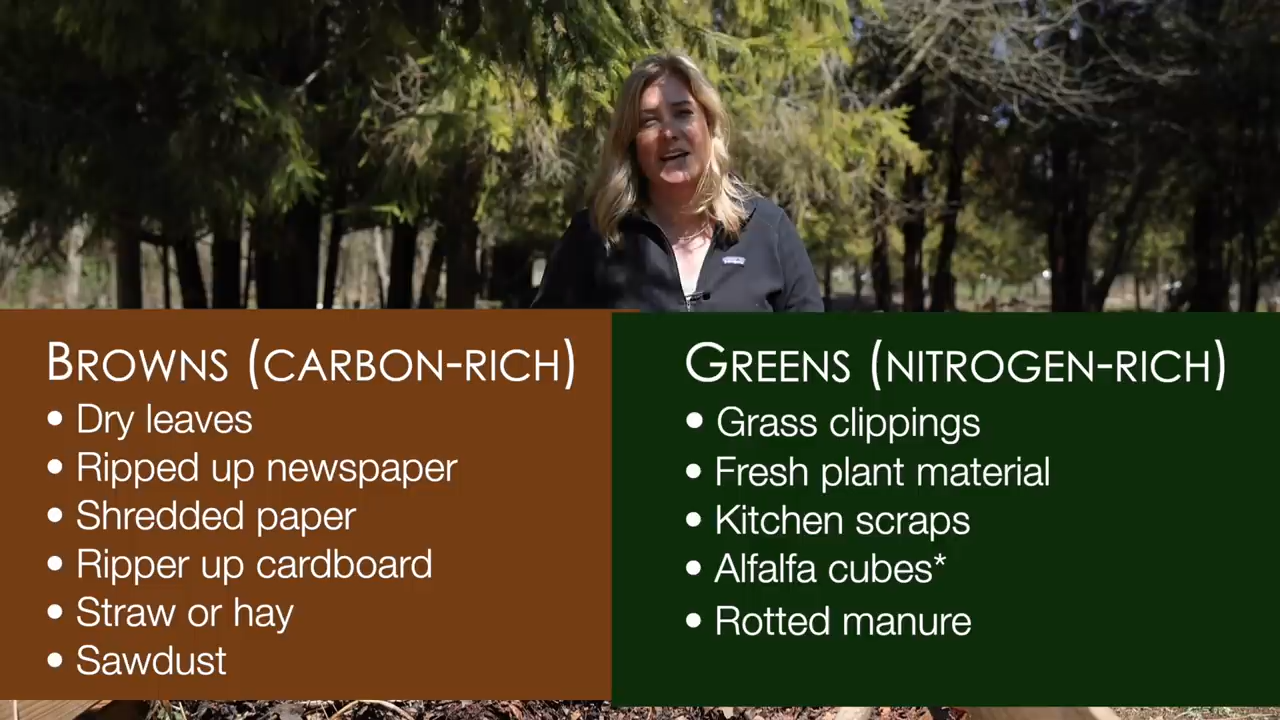 BROWNS (CARBON-RICH)
• Dry leaves
• Ripped up newspaper
• Shredded paper
• Ripper up cardboard
• Straw or hay
• Sawdust
GREENS (NITROGEN-RICH)
• Grass clippings
• Fresh plant material
• Kitchen scraps
• Alfalfa cubes*
• Rotted manure